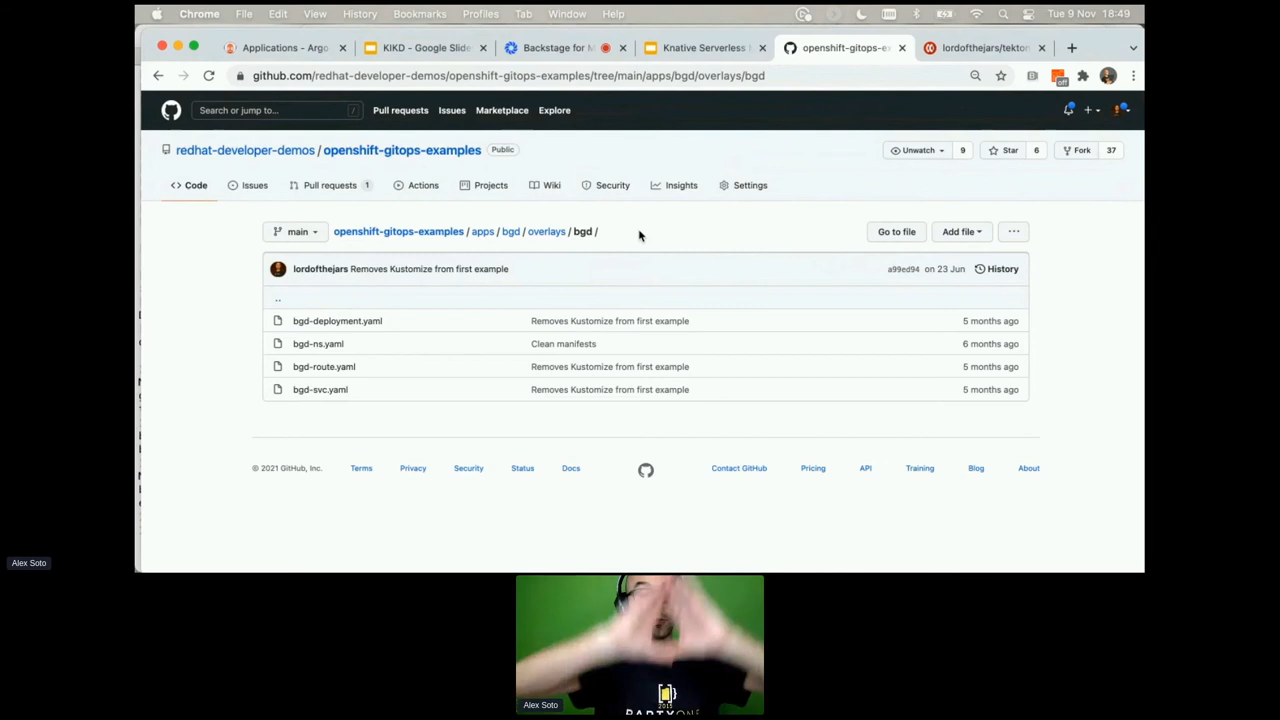 Chrome File Edit View History Bookmarks Profiles Tab Window Help Tue 9 Nov 18:49
Applications - Argo KIKD - Google Slide Backstage for M Knative Serverless openshift-gitops-ex lordofthejars/tekton
github.com/redhat-developer-demos/openshift-gitops-examples/tree/main/apps/bgd/overlays/bgd off
Search or jump to... / Pull requests Issues Marketplace Explore
redhat-developer-demos / openshift-gitops-examples Public Unwatch 9 Star 6 Fork 37
Code Issues Pull requests 1 Actions Projects Wiki Security Insights Settings
main openshift-gitops-examples / apps / bgd / overlays / bgd / Go to file Add file ...
lordofthejars Removes Kustomize from first example a99ed94 on 23 Jun History
..
bgd-deployment.yaml Removes Kustomize from first example 5 months ago
bgd-ns.yaml Clean manifests 6 months ago
bgd-route.yaml Removes Kustomize from first example 5 months ago
bgd-svc.yaml Removes Kustomize from first example 5 months ago
© 2021 GitHub, Inc. Terms Privacy Security Status Docs Contact GitHub Pricing API Training Blog About
Alex Soto
2015
Alex Soto